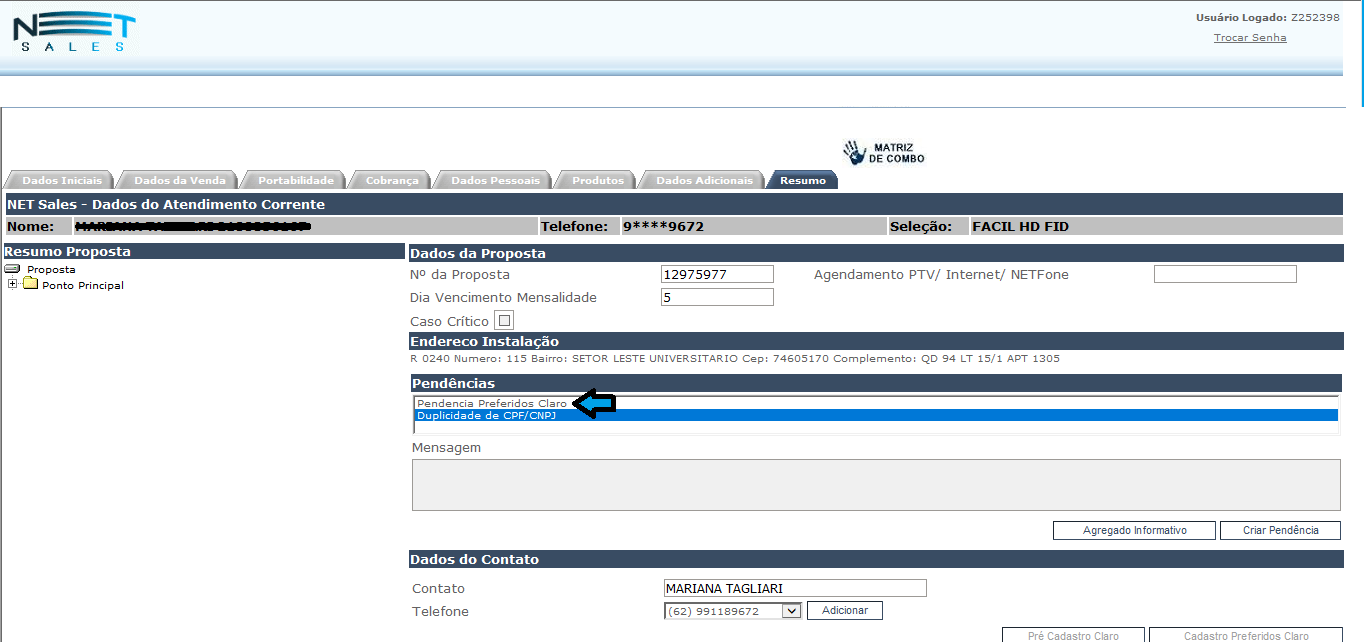 NET
SALES
Usuário Logado: Z252398
Trocar Senha
MATRIZ
DE COMBO
Dados Iniciais Dados da Venda Portabilidade Cobrança Dados Pessoais Produtos Dados Adicionais Resumo
NET Sales - Dados do Atendimento Corrente
Nome: Telefone: 9****9672 Seleção: FACIL HD FID
Resumo Proposta
Proposta
Ponto Principal
Dados da Proposta
Nº da Proposta 12975977 Agendamento PTV/ Internet/ NETFone
Dia Vencimento Mensalidade 5
Caso Crítico
Endereco Instalação
R 0240 Numero: 115 Bairro: SETOR LESTE UNIVERSITARIO Cep: 74605170 Complemento: QD 94 LT 15/1 APT 1305
Pendências
Pendencia Preferidos Claro
Duplicidade de CPF/CNPJ
Mensagem
Agregado Informativo Criar Pendência
Dados do Contato
Contato MARIANA TAGLIARI
Telefone (62) 991189672 Adicionar
Pré Cadastro Claro Cadastro Preferidos Claro